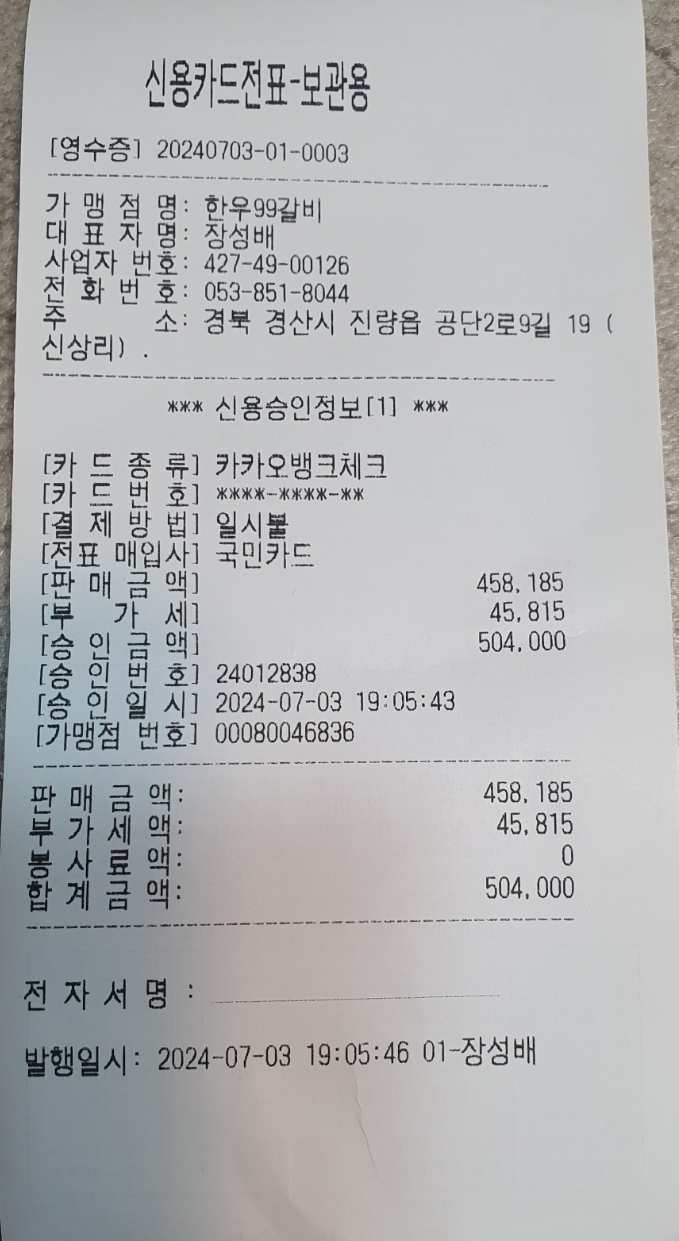 신용카드전표-보관용
[영수증] 20240703-01-0003
가 맹 점 명: 한우99갈비
대 표 자 명: 장성배
사업자 번호: 427-49-00126
전 화 번 호: 053-851-8044
주 소: 경북 경산시 진량읍 공단2로9길 19 (
신상리) .
*** 신용승인정보[1] ***
[카 드 종 류] 카카오뱅크체크
[카 드 번 호] ****-****-**
[결 제 방 법] 일시불
[전표 매입사] 국민카드
[판 매 금 액] 458,185
[부 가 세] 45,815
[승 인 금 액] 504,000
[승 인 번 호] 24012838
[승 인 일 시] 2024-07-03 19:05:43
[가맹점 번호] 00080046836
판 매 금 액: 458,185
부 가 세 액: 45,815
봉 사 료 액: 0
합 계 금 액: 504,000
전 자 서 명 :
발행일시: 2024-07-03 19:05:46 01-장성배